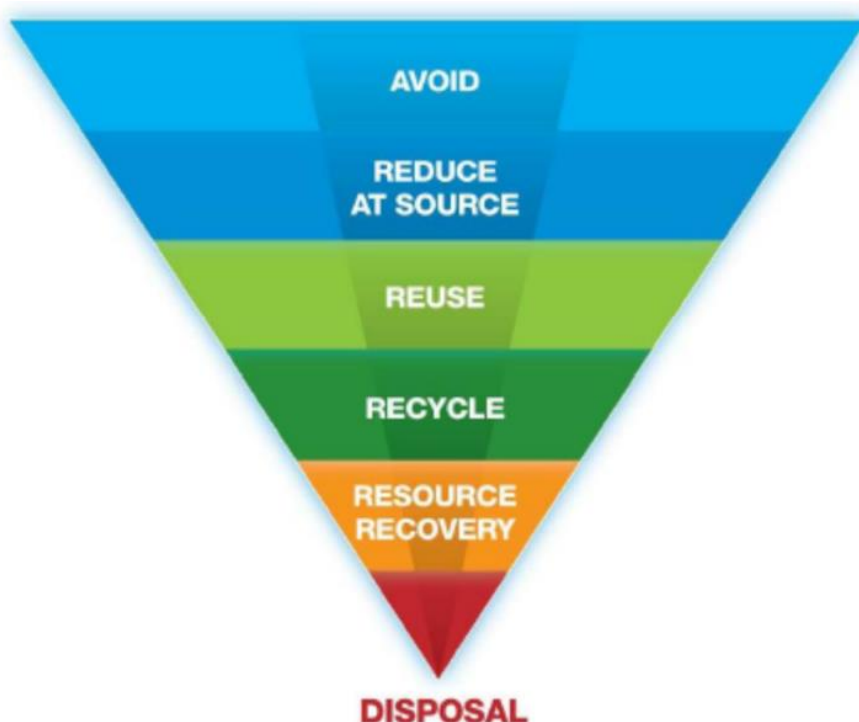 AVOID
REDUCE
AT SOURCE
REUSE
RECYCLE
RESOURCE
RECOVERY
DISPOSAL